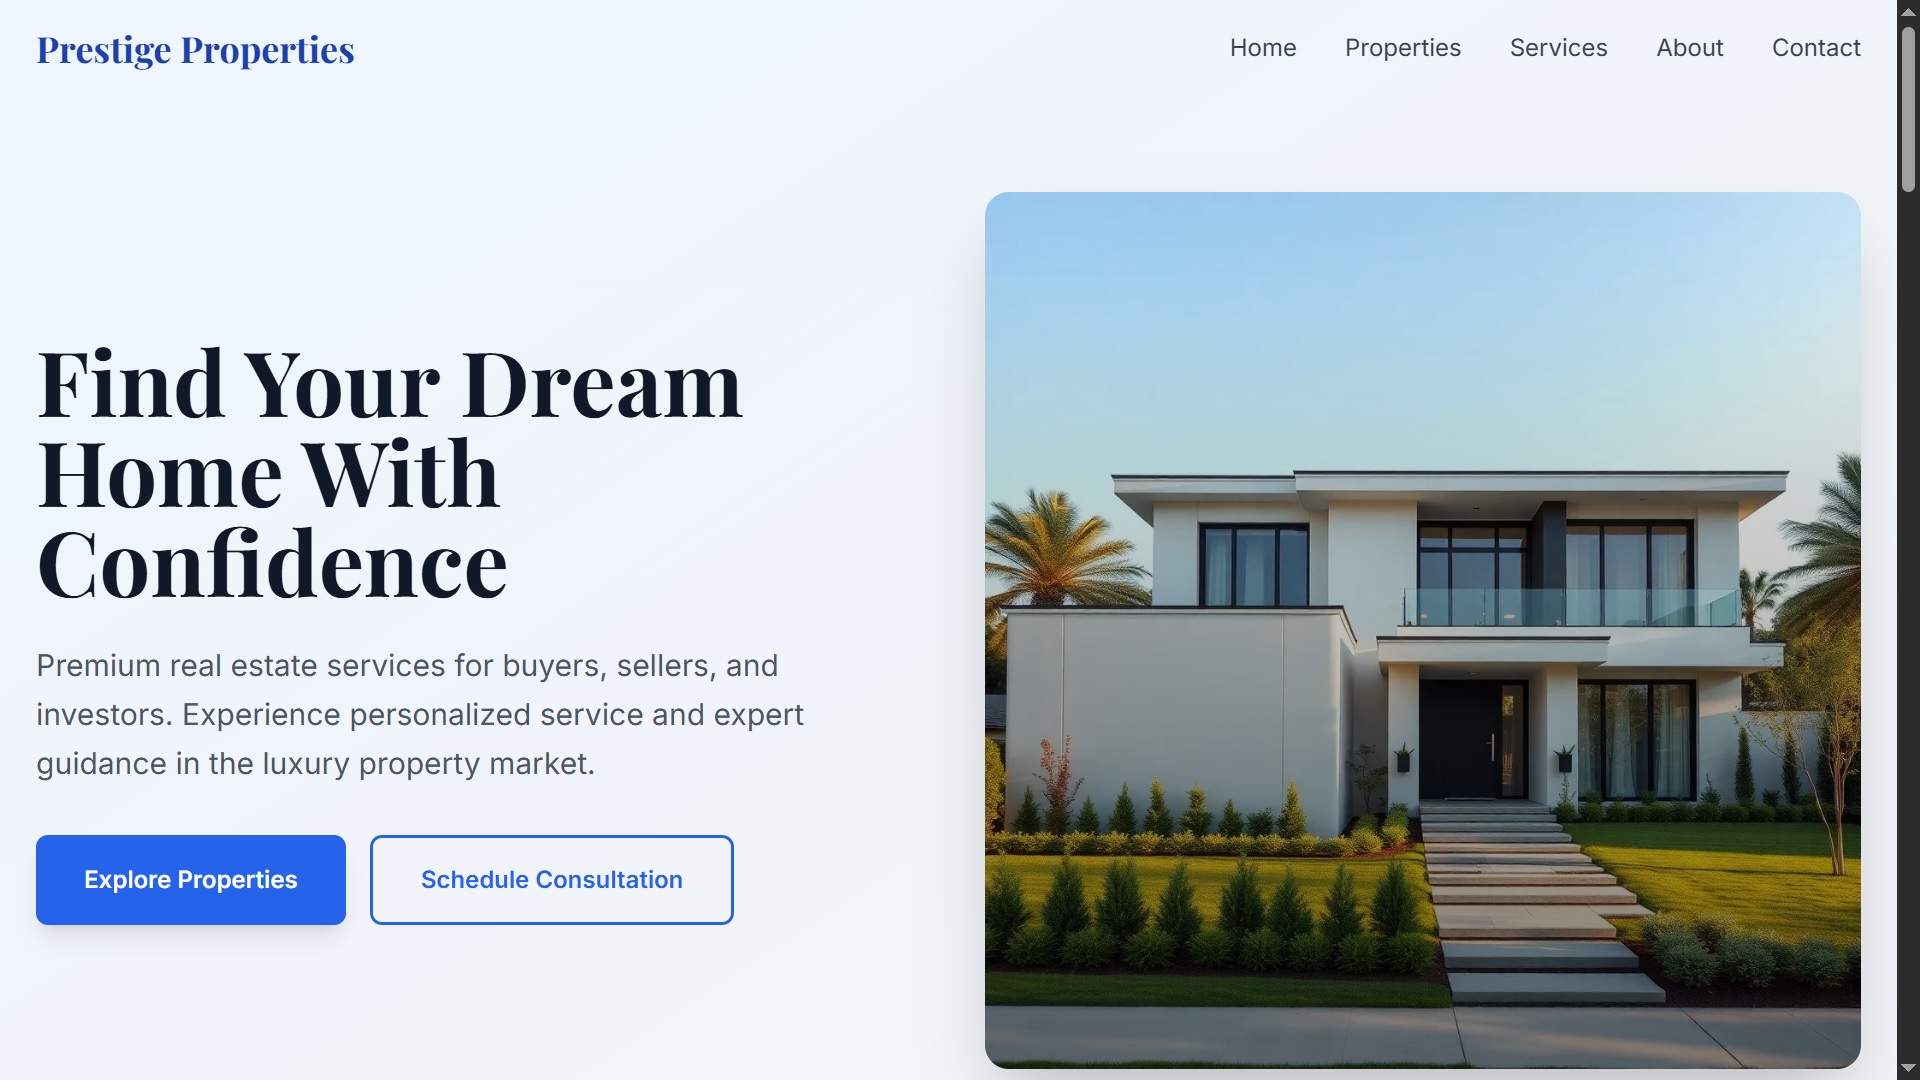 Prestige Properties
Home
Properties
Services
About
Contact
Find Your Dream
Home With
Confidence
Premium real estate services for buyers, sellers, and
investors. Experience personalized service and expert
guidance in the luxury property market.
Explore Properties
Schedule Consultation